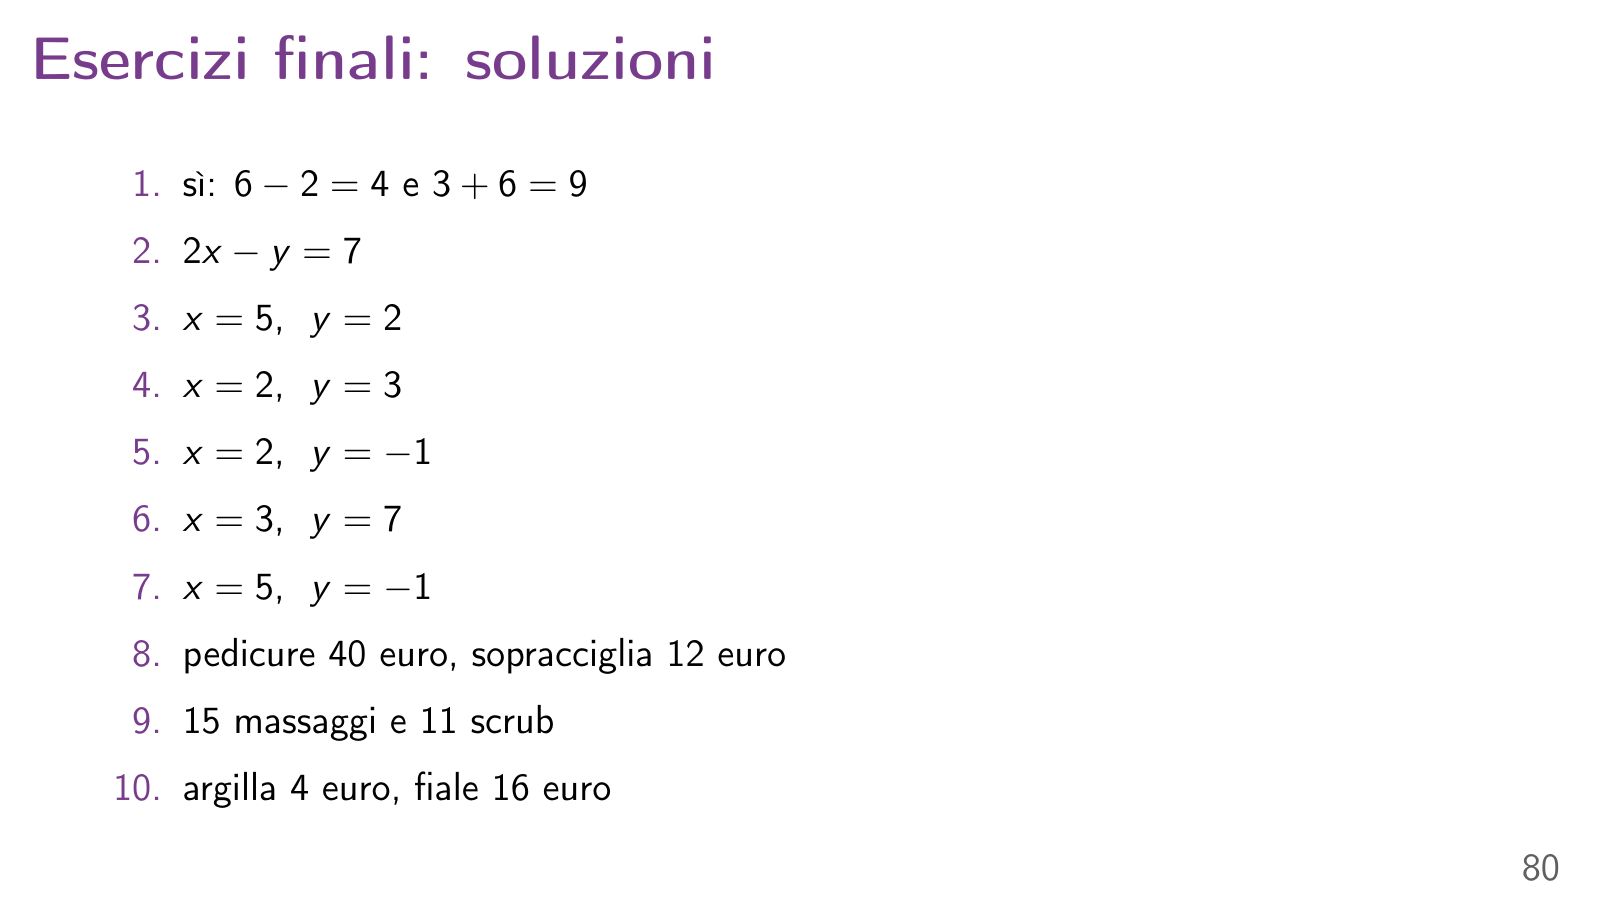 Esercizi finali: soluzioni
1. sì: 6 − 2 = 4 e 3 + 6 = 9
2. 2x − y = 7
3. x = 5, y = 2
4. x = 2, y = 3
5. x = 2, y = −1
6. x = 3, y = 7
7. x = 5, y = −1
8. pedicure 40 euro, sopracciglia 12 euro
9. 15 massaggi e 11 scrub
10. argilla 4 euro, fiale 16 euro
80